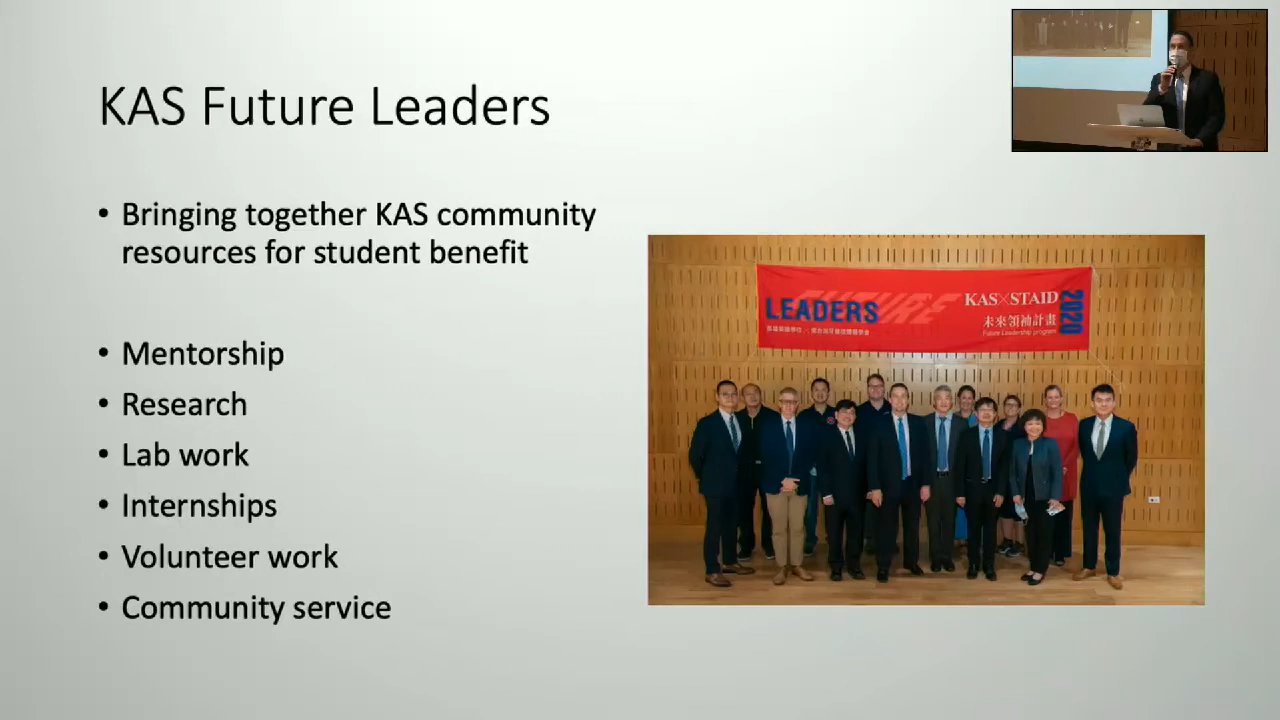 KAS Future Leaders
• Bringing together KAS community
resources for student benefit
• Mentorship
• Research
• Lab work
• Internships
• Volunteer work
• Community service
FUTURE
LEADERS
KAS×STAID
2020
未來領袖計畫
Future Leadership program